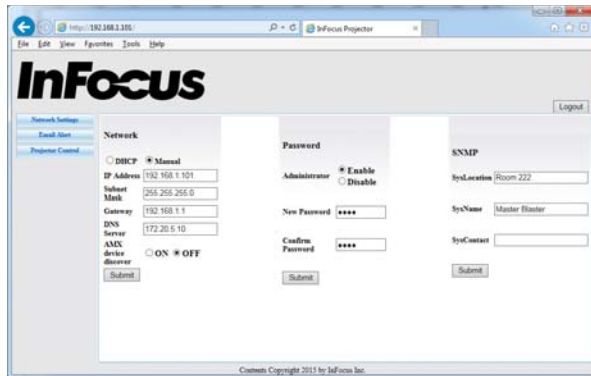 http://192.168.1.101/
InFocus Projector
File Edit View Favorites Tools Help
InFocus
Logout
Network Settings
Email Alert
Projector Control
Network
DHCP Manual
IP Address 192.168.1.101
Subnet Mask 255.255.255.0
Gateway 192.168.1.1
DNS Server 172.20.5.10
AMX device discover ON OFF
Submit
Password
Administrator Enable
Disable
New Password ••••
Confirm Password ••••
Submit
SNMP
SysLocation Room 222
SysName Master Blaster
SysContact
Submit
Contents Copyright 2015 by InFocus Inc.